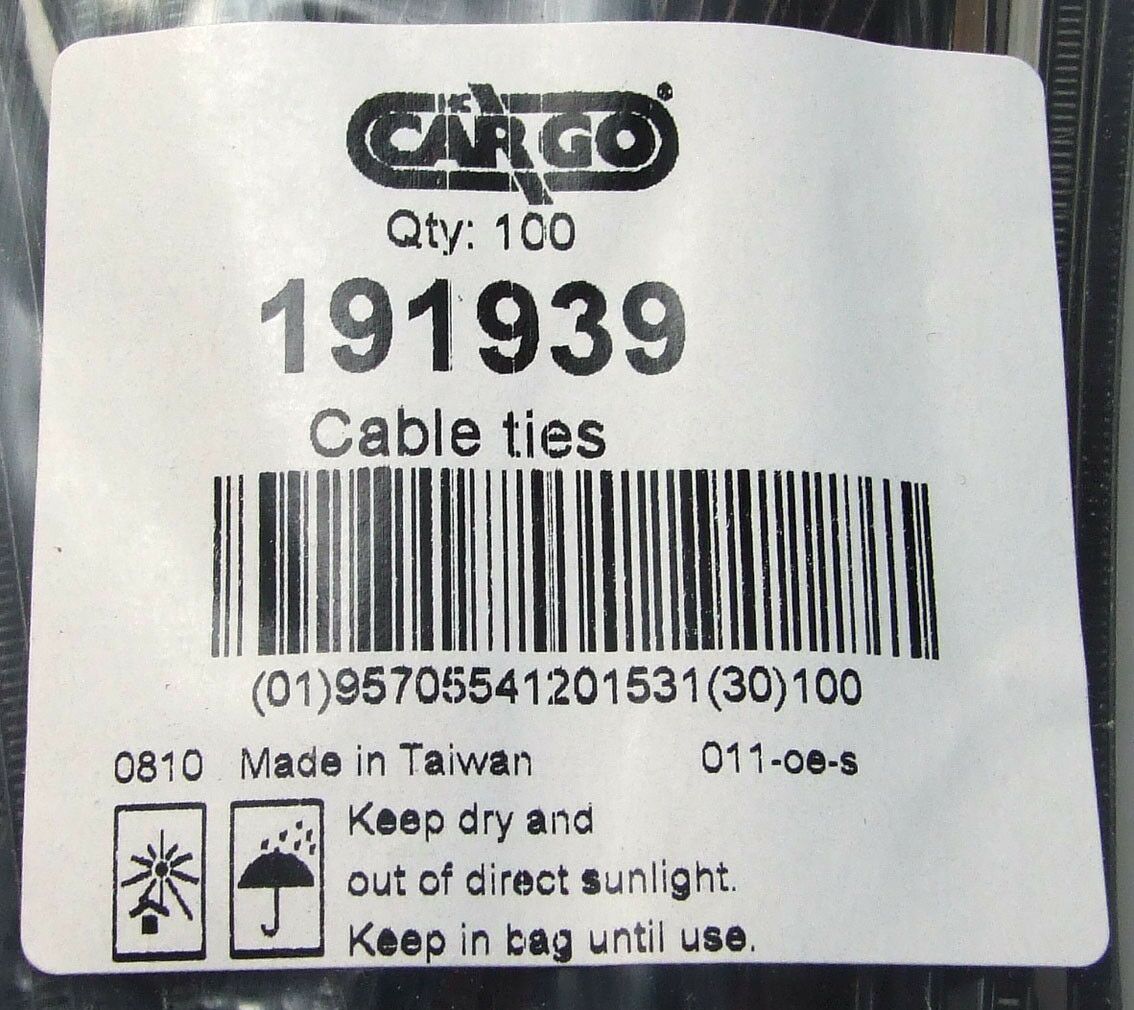 HC
CARGO®
Qty: 100
191939
Cable ties
(01)95705541201531(30)100
0810 Made in Taiwan 011-oe-s
Keep dry and
out of direct sunlight.
Keep in bag until use.